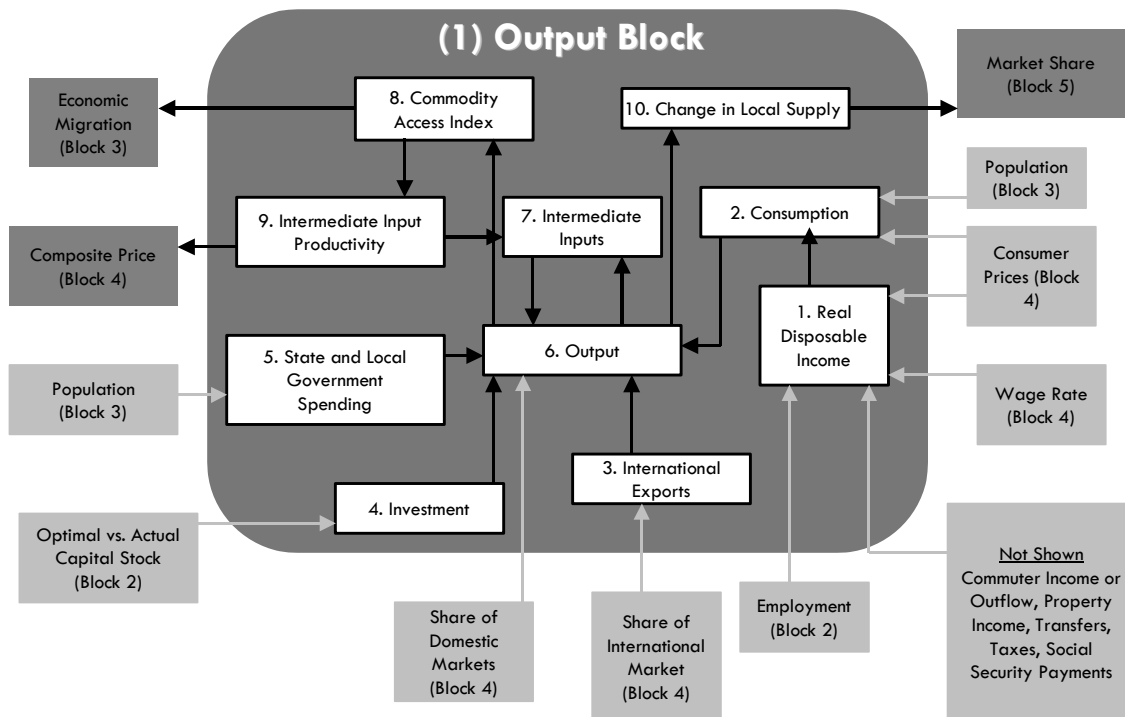 (1) Output Block
Market Share
(Block 5)
Economic
Migration
(Block 3)
8. Commodity
Access Index
10. Change in Local Supply
Population
(Block 3)
9. Intermediate Input
Productivity
7. Intermediate
Inputs
2. Consumption
Composite Price
(Block 4)
Consumer
Prices (Block
4)
1. Real
Disposable
Income
6. Output
5. State and Local
Government
Spending
Population
(Block 3)
Wage Rate
(Block 4)
3. International
Exports
4. Investment
Optimal vs. Actual
Capital Stock
(Block 2)
Share of
Domestic
Markets
(Block 4)
Share of
International
Market
(Block 4)
Employment
(Block 2)
Not Shown
Commuter Income or
Outflow, Property
Income, Transfers,
Taxes, Social
Security Payments